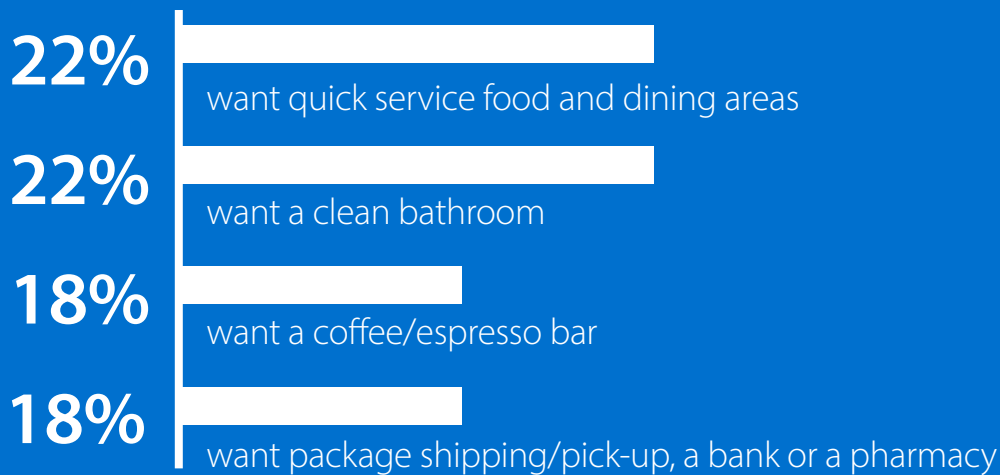 22%
want quick service food and dining areas
22%
want a clean bathroom
18%
want a coffee/espresso bar
18%
want package shipping/pick-up, a bank or a pharmacy